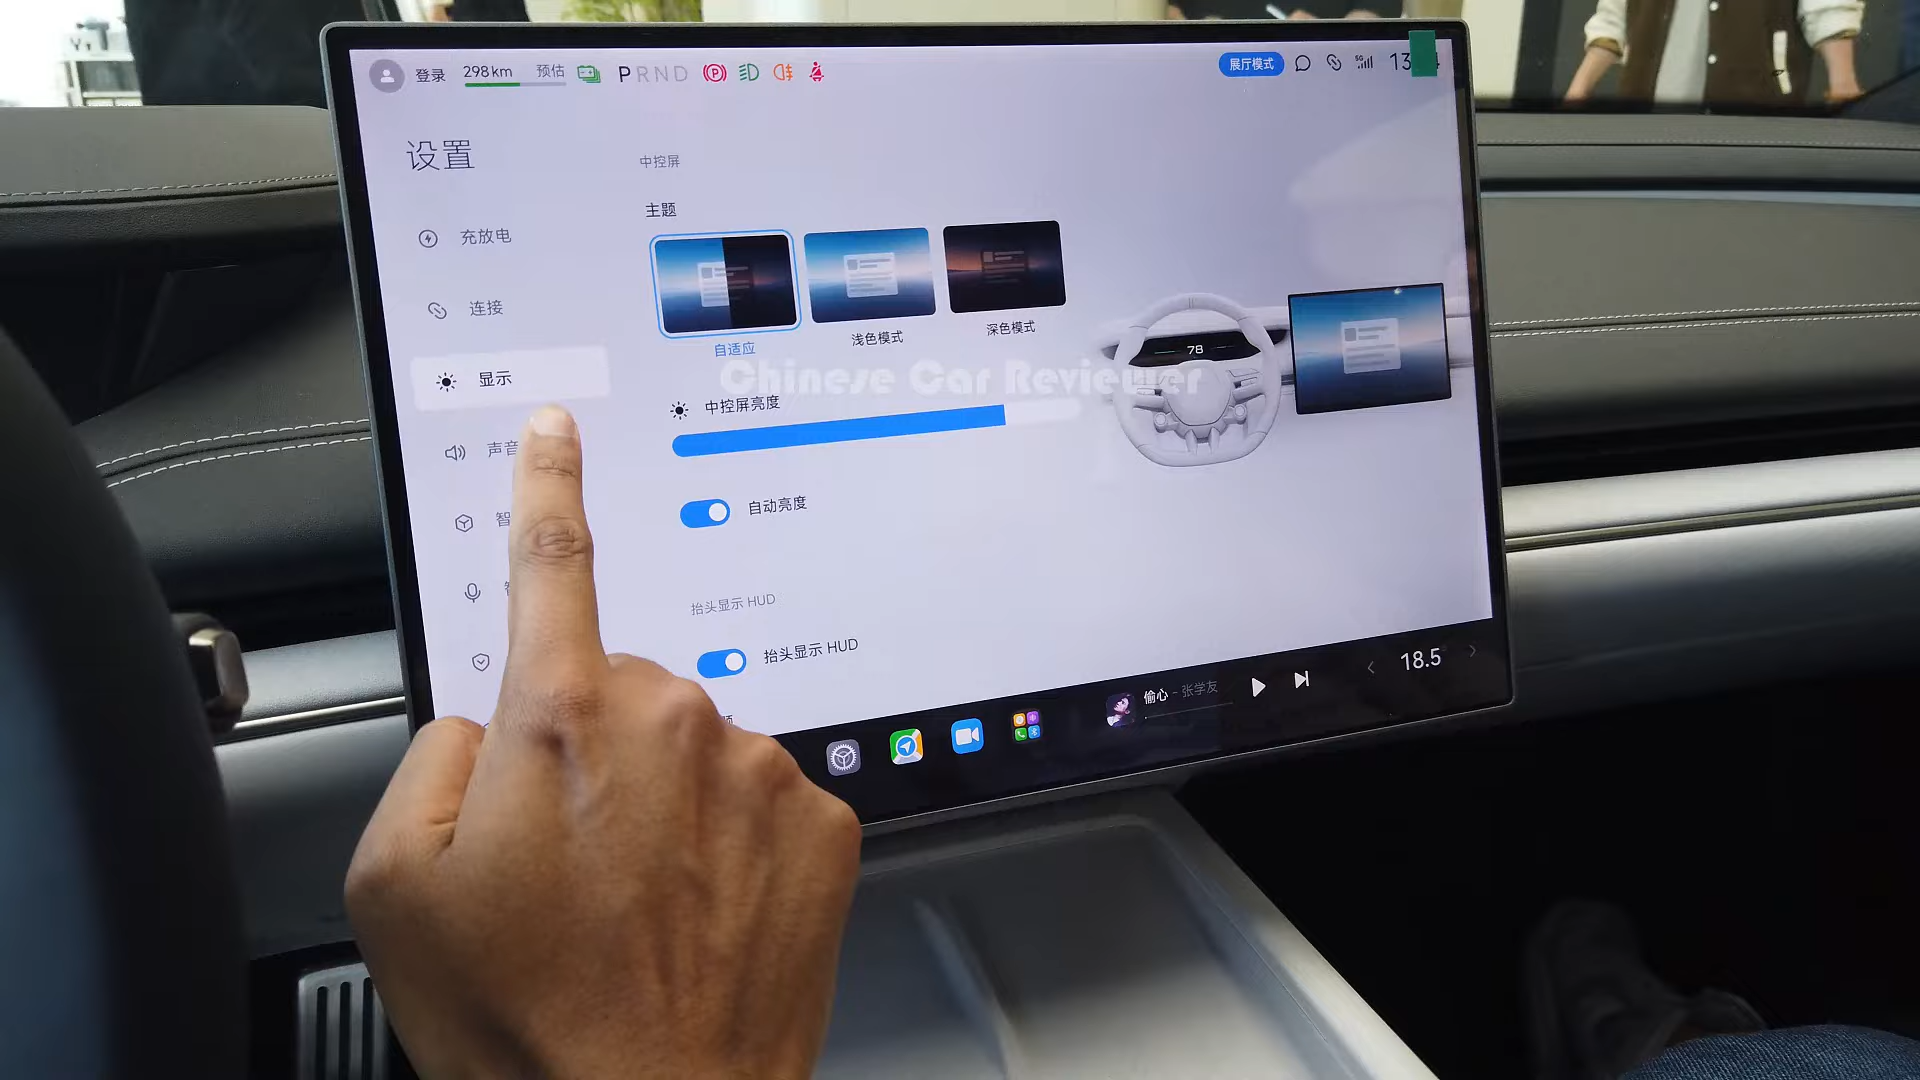 登录 298km 预估 PRND 展厅模式 5G 13
设置
中控屏
主题
充放电
自适应
浅色模式
深色模式
连接
显示
中控屏亮度
78
Chinese Car Reviewer
声音
自动亮度
智
抬头显示 HUD
抬头显示 HUD
偷心 - 张学友
18.5